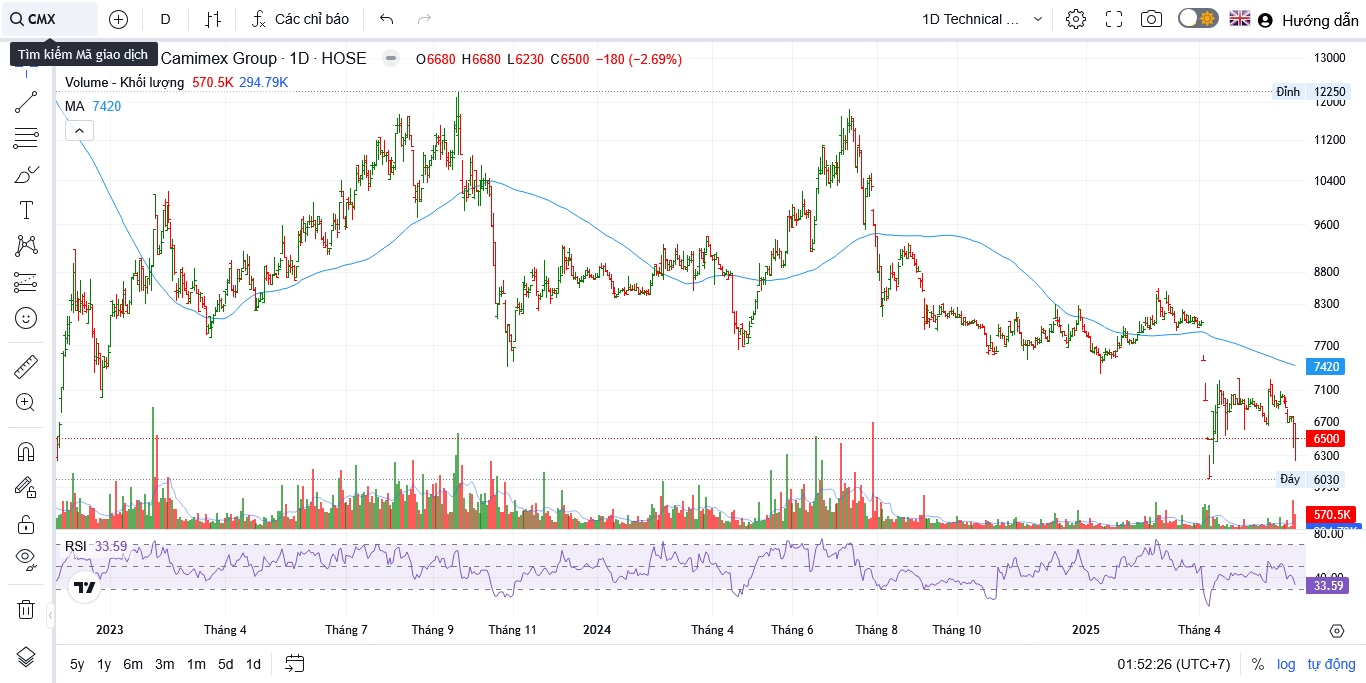 CMX
D
Các chỉ báo
1D Technical ...
Hướng dẫn
Tìm kiếm Mã giao dịch
Camimex Group · 1D · HOSE
O6680 H6680 L6230 C6500 −180 (−2.69%)
Volume - Khối lượng 570.5K 294.79K
MA 7420
13000
Đỉnh 12250
12000
11200
10400
9600
8800
8300
7700
7420
7100
6700
6500
6300
Đáy 6030
570.5K
80.00
RSI 33.59
40.00
33.59
2023
Tháng 4
Tháng 7
Tháng 9
Tháng 11
2024
Tháng 4
Tháng 6
Tháng 8
Tháng 10
2025
Tháng 4
5y 1y 6m 3m 1m 5d 1d
01:52:26 (UTC+7)
% log tự động